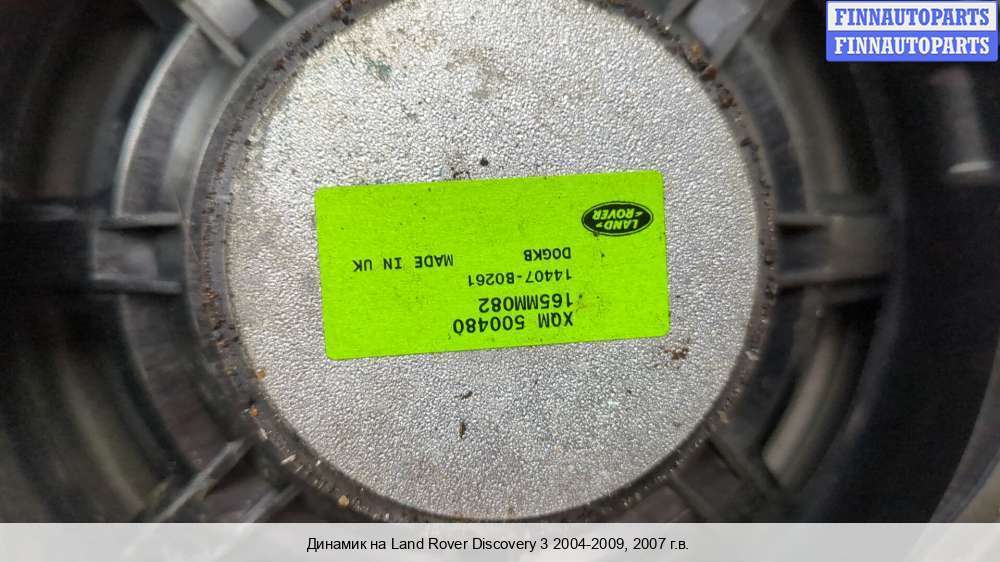 FINNAUTOPARTS
FINNAUTOPARTS
XQM 500480
165MM082
14407-B0261
DOGKB MADE IN UK
LAND-
-ROVER
Динамик на Land Rover Discovery 3 2004-2009, 2007 г.в.